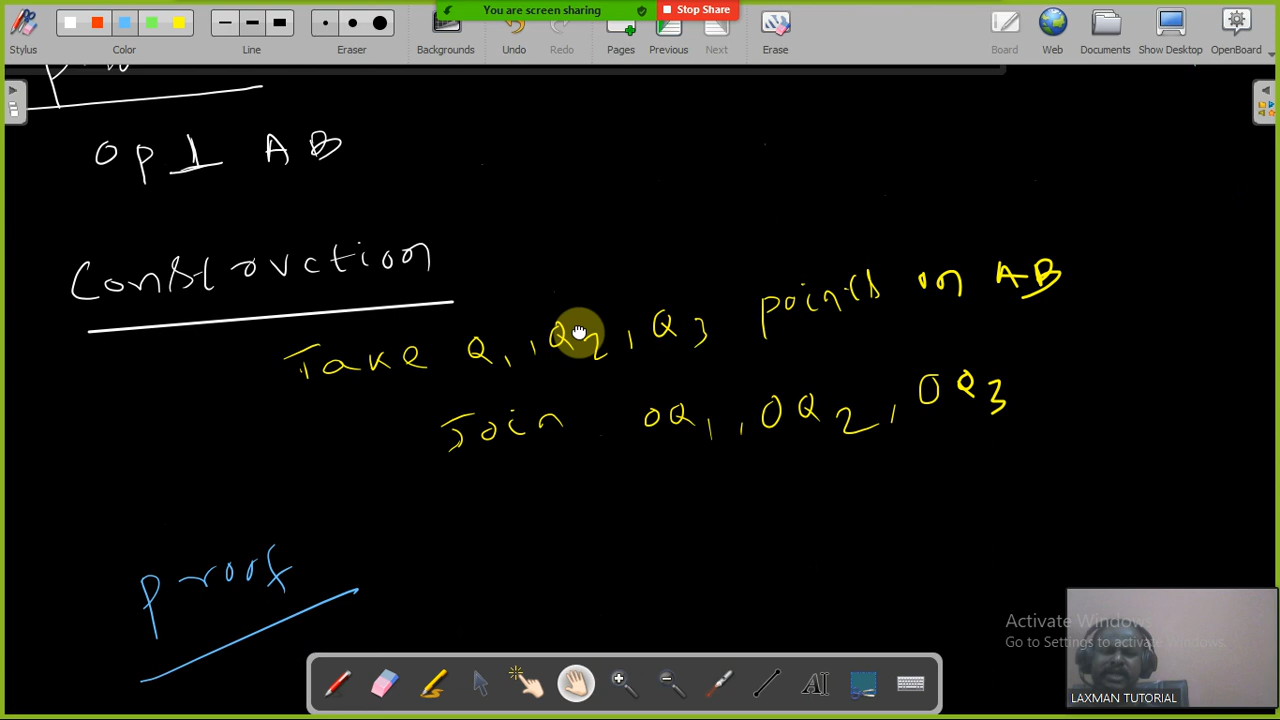 You are screen sharing Stop Share
Stylus Color Line Eraser Backgrounds Undo Redo Pages Previous Next Erase Board Web Documents Show Desktop OpenBoard
OP ⊥ AB
Construction
Take Q1, Q2, Q3 points on AB
Join OQ1, OQ2, OQ3
proof
Activate Windows
Go to Settings to activate Windows.
LAXMAN TUTORIAL